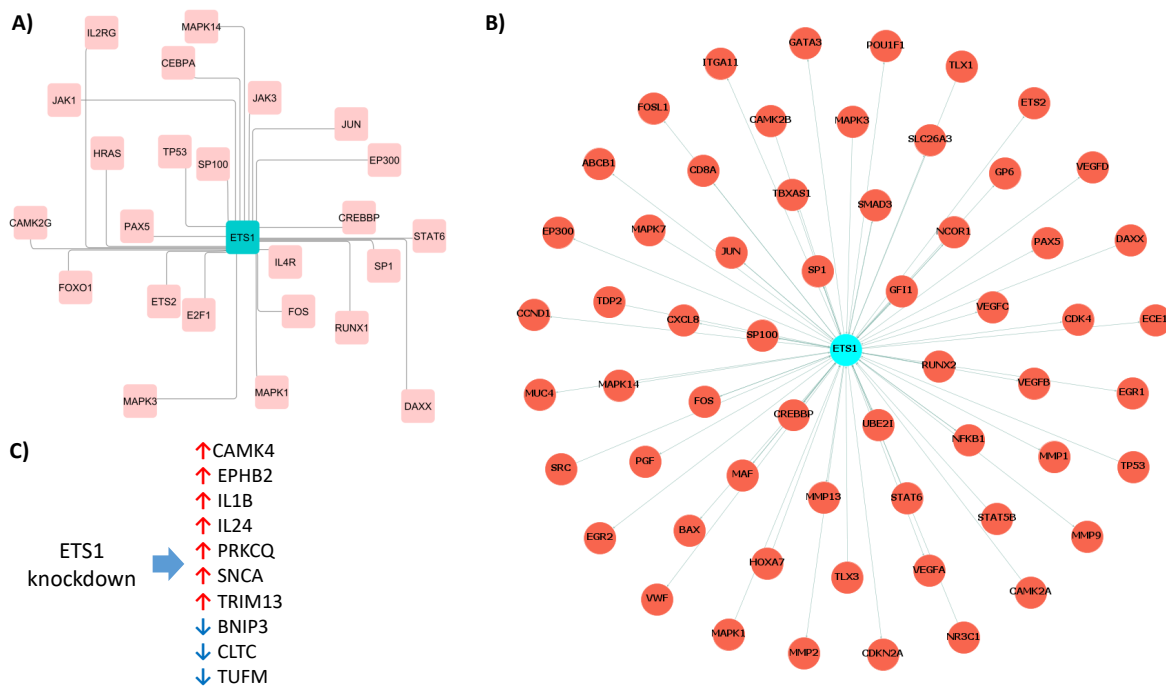 A)
IL2RG
MAPK14
CEBPA
JAK1
JAK3
JUN
HRAS
TP53
SP100
EP300
CAMK2G
PAX5
ETS1
CREBBP
STAT6
FOXO1
ETS2
E2F1
IL4R
SP1
FOS
RUNX1
MAPK3
MAPK1
DAXX
B)
GATA3
POU1F1
ITGA11
TLX1
FOSL1
CAMK2B
MAPK3
SLC26A3
ETS2
ABCB1
CD8A
TBXAS1
SMAD3
GP6
VEGFD
EP300
MAPK7
JUN
SP1
NCOR1
PAX5
DAXX
GFI1
CCND1
TDP2
CXCL8
SP100
VEGFC
CDK4
ECE1
ETS1
MUC4
MAPK14
FOS
CREBBP
RUNX2
VEGFB
EGR1
UBE2I
NFKB1
SRC
PGF
MAF
MMP1
TP53
MMP13
STAT6
STAT5B
EGR2
BAX
MMP9
HOXA7
TLX3
VEGFA
CAMK2A
VWF
MAPK1
MMP2
CDKN2A
NR3C1
C)
ETS1
knockdown
↑CAMK4
↑ EPHB2
↑ IL1B
↑ IL24
↑ PRKCQ
↑ SNCA
↑ TRIM13
↓ BNIP3
↓ CLTC
↓ TUFM